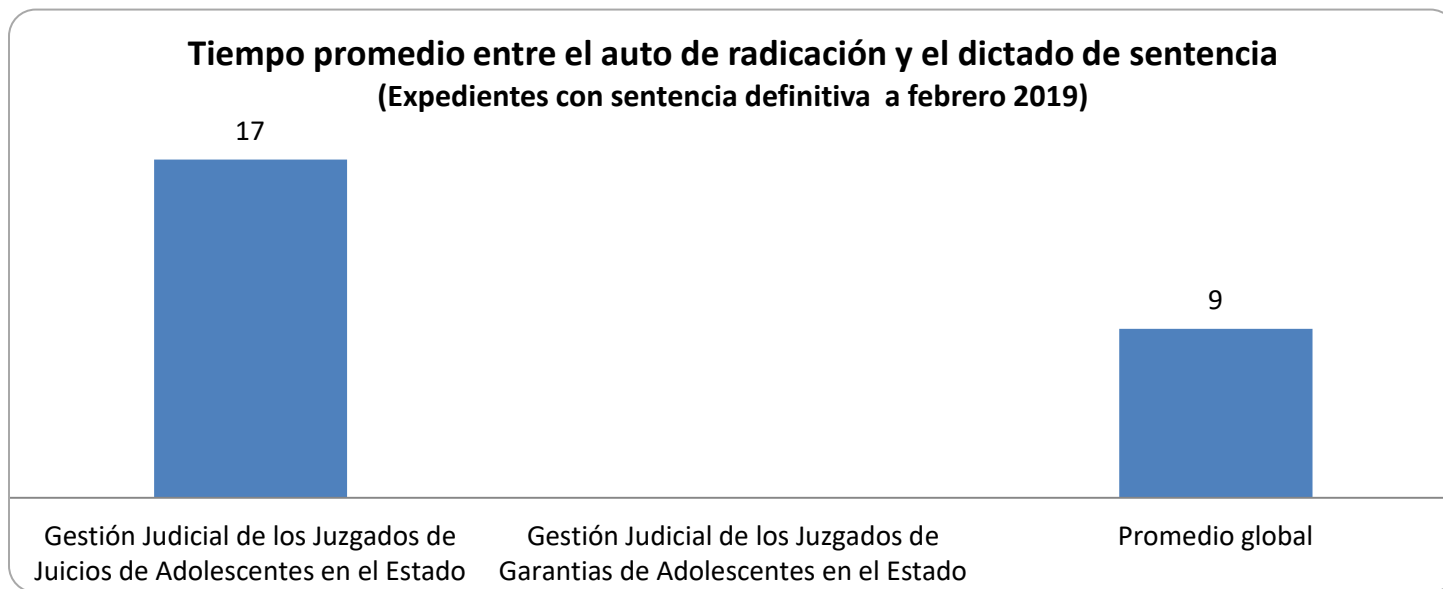 Tiempo promedio entre el auto de radicación y el dictado de sentencia
(Expedientes con sentencia definitiva  a febrero 2019)
17
9
Gestión Judicial de los Juzgados de
Juicios de Adolescentes en el Estado
Gestión Judicial de los Juzgados de
Garantias de Adolescentes en el Estado
Promedio global